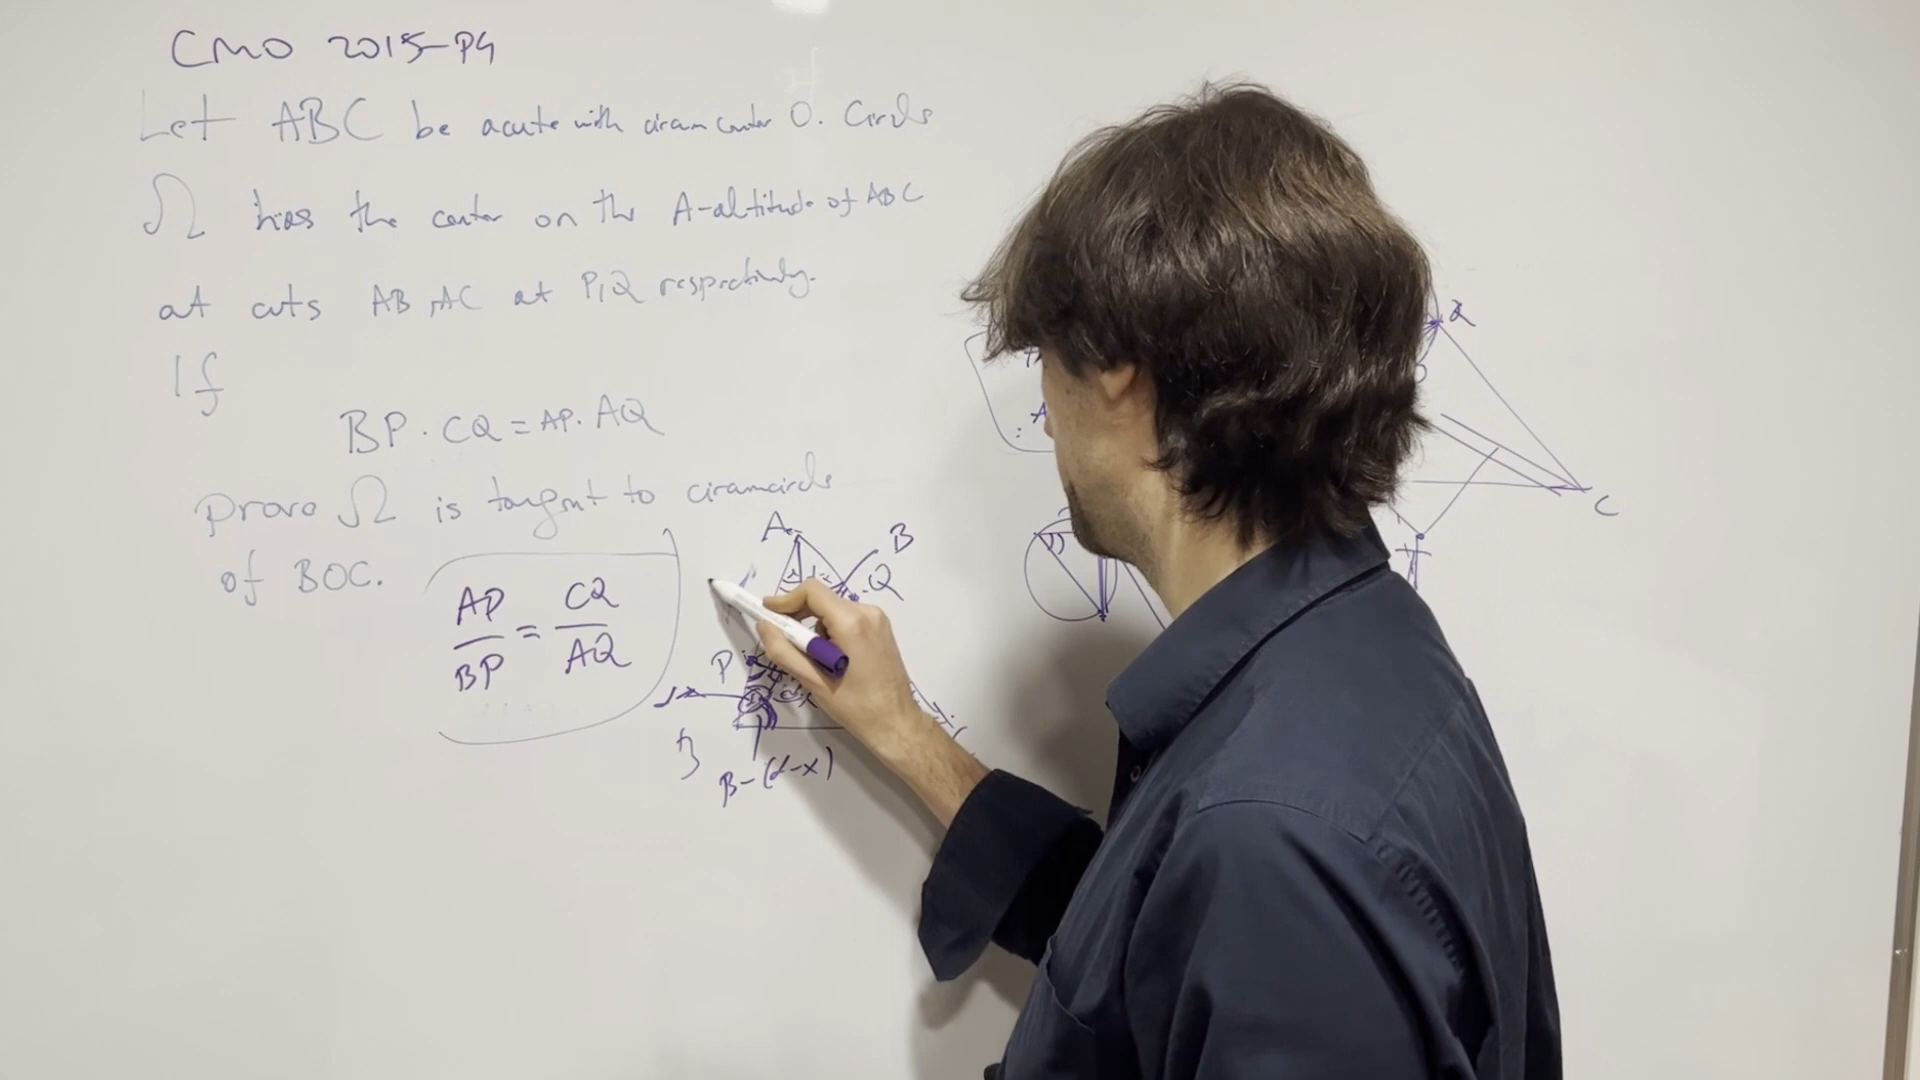 CMO 2015-P4
Let ABC be acute with circumcenter O. Circle
Ω has the center on the A-altitude of ABC
at cuts AB, AC at P, Q respectively.
If
BP · CQ = AP · AQ
Prove Ω is tangent to circumcircle
of BOC.
AP/BP = CQ/AQ
A
B
Q
P
B
β-(α-x)
A
Q
C